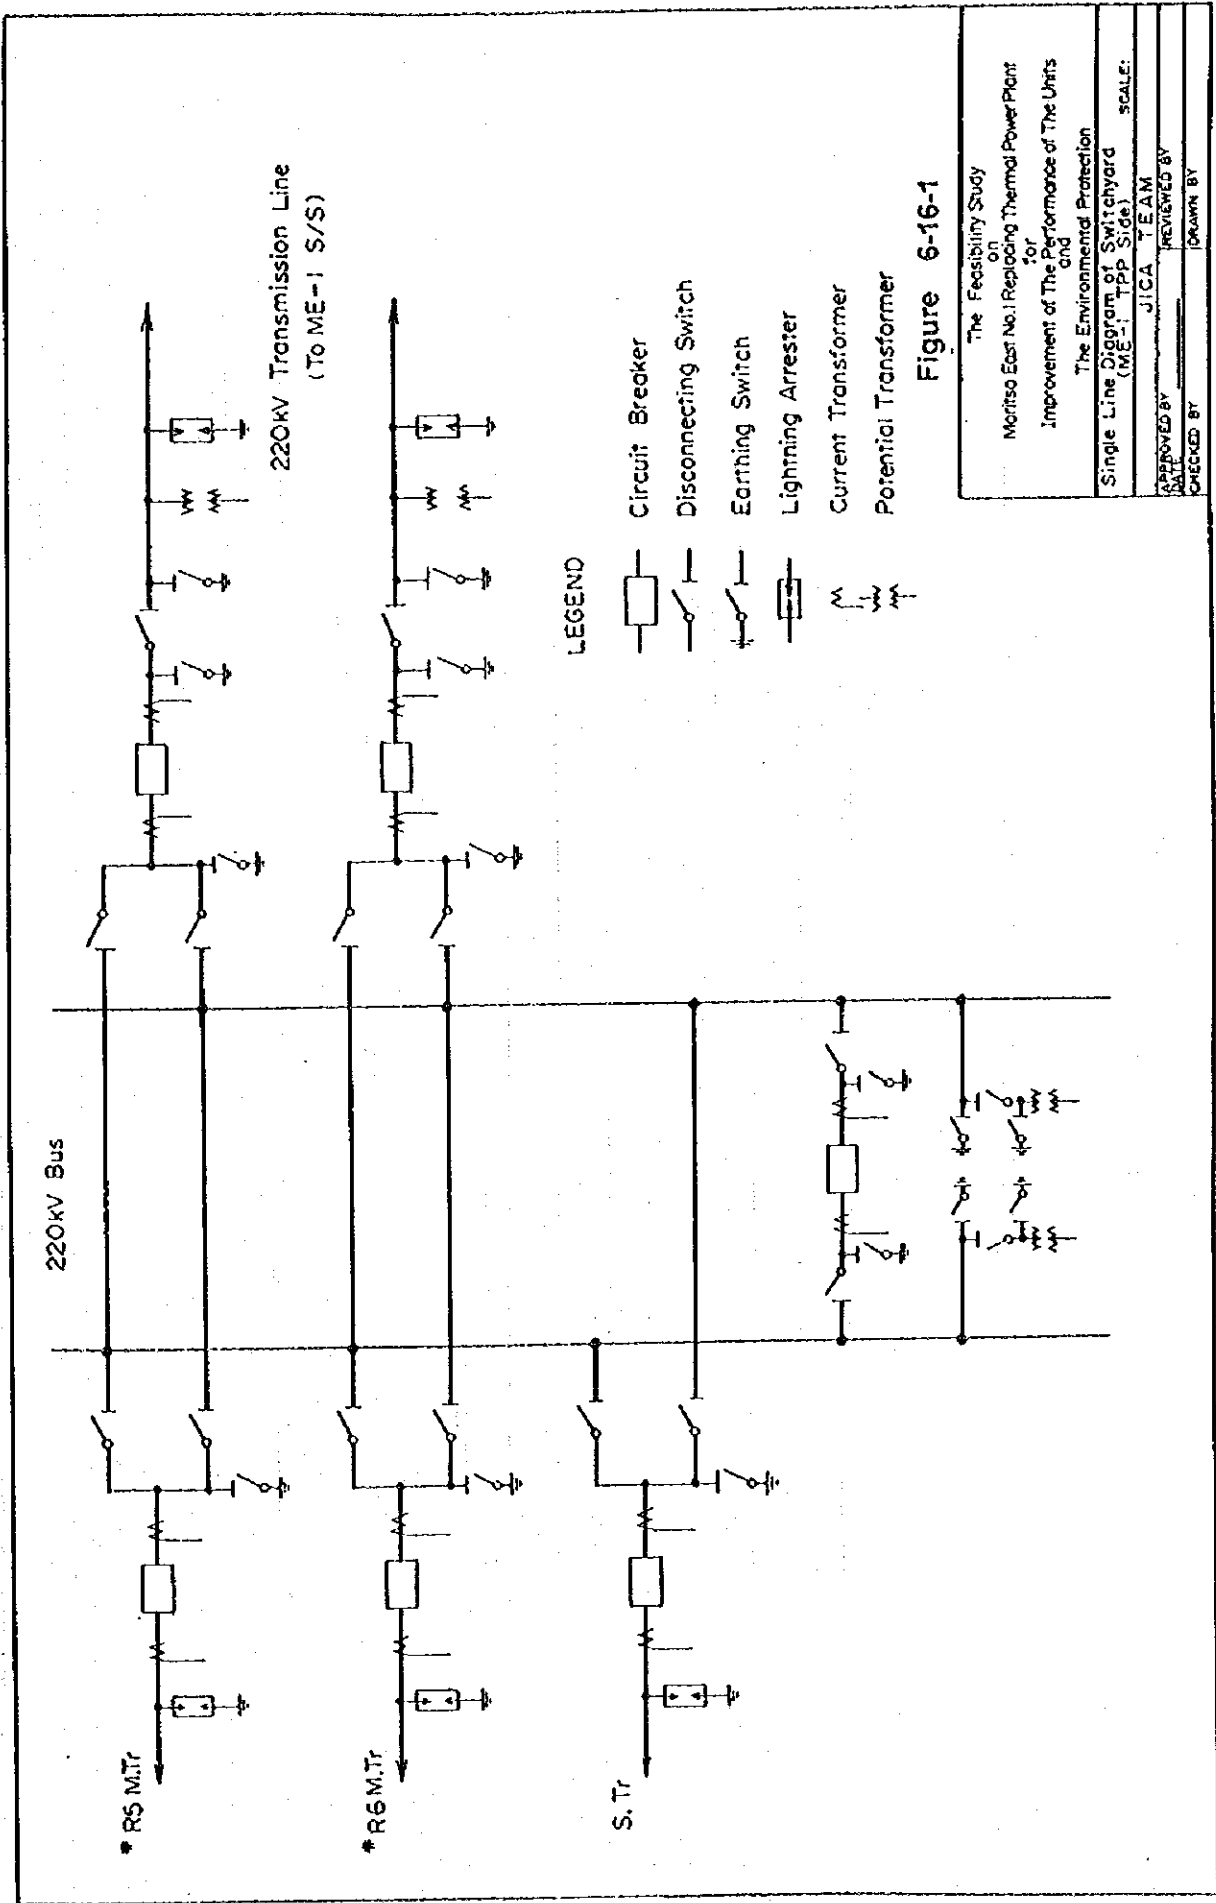 220kV Bus
220kV Transmission Line
(To ME-1 S/S)
#R5 M.Tr
#R6 M.Tr
S. Tr
LEGEND
Circuit Breaker
Disconnecting Switch
Earthing Switch
Lightning Arrester
Current Transformer
Potential Transformer
Figure 6-16-1
The Feasibility Study
on
Maritsa East No.1 Replacing Thermal Power Plant
for
Improvement of The Performance of The Units
and
The Environmental Protection
Single Line Diagram of Switchyard
(ME-1 TPP Side)
SCALE:
JICA TEAM
APPROVED BY
REVIEWED BY
DATE
CHECKED BY
DRAWN BY